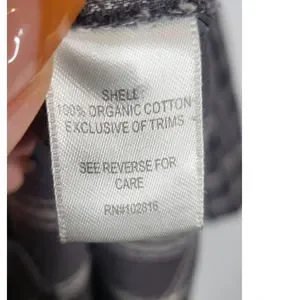 SHELL:
100% ORGANIC COTTON
EXCLUSIVE OF TRIMS
SEE REVERSE FOR
CARE
RN#102816